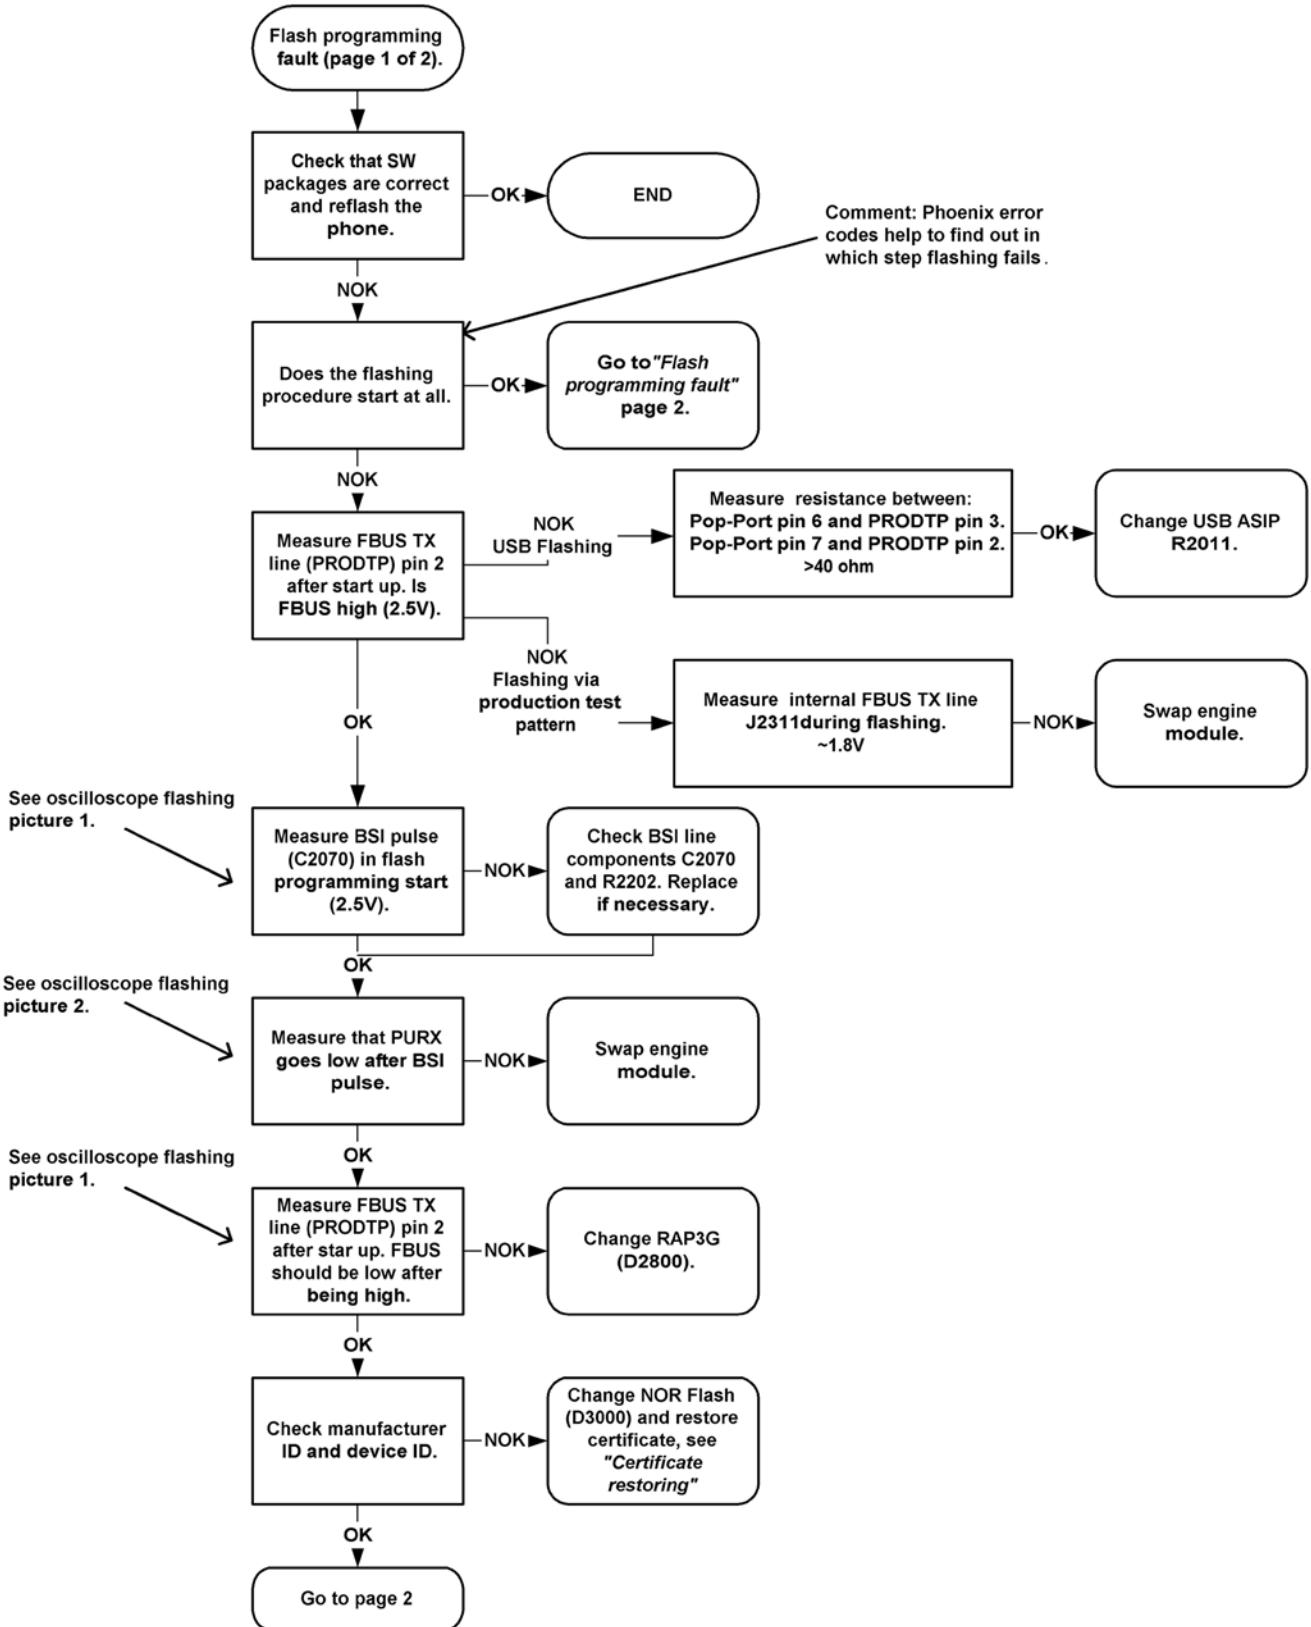 Flash programming
fault (page 1 of 2).
Check that SW
packages are correct
and reflash the
phone.
OK
END
Comment: Phoenix error
codes help to find out in
which step flashing fails.
NOK
Does the flashing
procedure start at all.
OK
Go to "Flash
programming fault"
page 2.
NOK
Measure FBUS TX
line (PRODTP) pin 2
after start up. Is
FBUS high (2.5V).
NOK
USB Flashing
Measure resistance between:
Pop-Port pin 6 and PRODTP pin 3.
Pop-Port pin 7 and PRODTP pin 2.
>40 ohm
OK
Change USB ASIP
R2011.
NOK
Flashing via
production test
pattern
Measure internal FBUS TX line
J2311during flashing.
~1.8V
NOK
Swap engine
module.
OK
See oscilloscope flashing
picture 1.
Measure BSI pulse
(C2070) in flash
programming start
(2.5V).
NOK
Check BSI line
components C2070
and R2202. Replace
if necessary.
OK
See oscilloscope flashing
picture 2.
Measure that PURX
goes low after BSI
pulse.
NOK
Swap engine
module.
OK
See oscilloscope flashing
picture 1.
Measure FBUS TX
line (PRODTP) pin 2
after star up. FBUS
should be low after
being high.
NOK
Change RAP3G
(D2800).
OK
Check manufacturer
ID and device ID.
NOK
Change NOR Flash
(D3000) and restore
certificate, see
"Certificate
restoring"
OK
Go to page 2